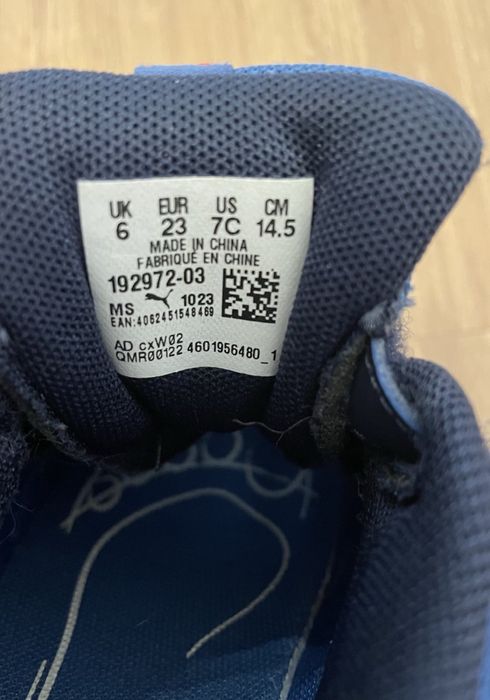 UK EUR US CM
6 23 7C 14.5
MADE IN CHINA
FABRIQUÉ EN CHINE
192972-03
MS 1023
EAN:4062451548469
AD cxW02
QMR00122 4601956480_1